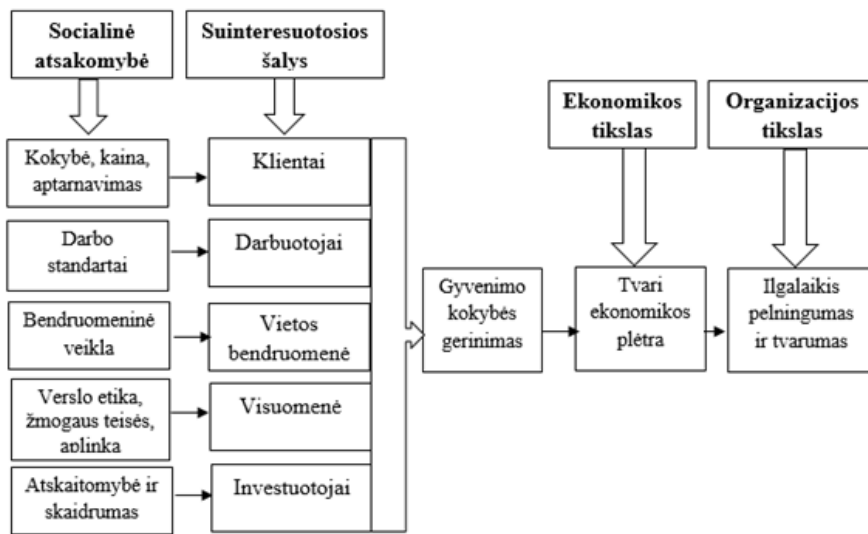 Socialinė
atsakomybė
Suinteresuotosios
šalys
Ekonomikos
tikslas
Organizacijos
tikslas
Kokybė, kaina,
aptarnavimas
Klientai
Darbo
standartai
Darbuotojai
Bendruomeninė
veikla
Vietos
bendruomenė
Verslo etika,
žmogaus teisės,
aplinka
Visuomenė
Atskaitomybė ir
skaidrumas
Investuotojai
Gyvenimo
kokybės
gerinimas
Tvari
ekonomikos
plėtra
Ilgalaikis
pelningumas
ir tvarumas